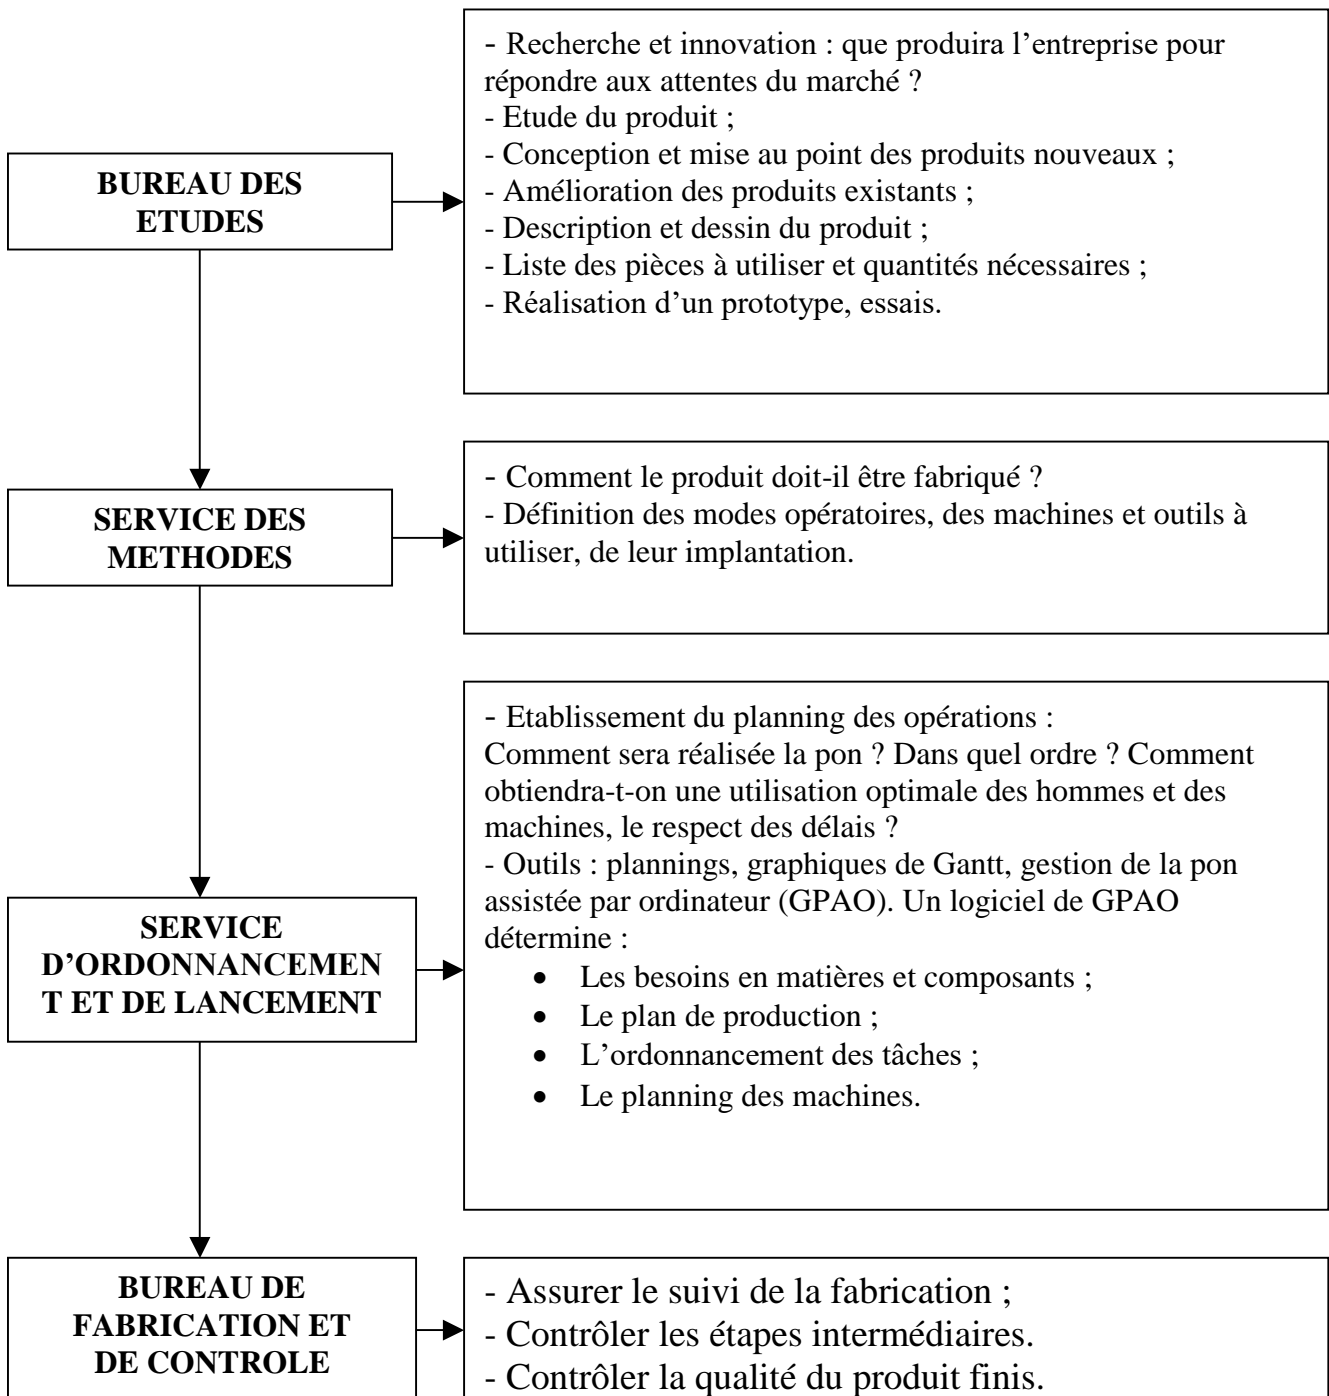 BUREAU DES
ETUDES
- Recherche et innovation : que produira l’entreprise pour
répondre aux attentes du marché ?
- Etude du produit ;
- Conception et mise au point des produits nouveaux ;
- Amélioration des produits existants ;
- Description et dessin du produit ;
- Liste des pièces à utiliser et quantités nécessaires ;
- Réalisation d’un prototype, essais.
SERVICE DES
METHODES
- Comment le produit doit-il être fabriqué ?
- Définition des modes opératoires, des machines et outils à
utiliser, de leur implantation.
SERVICE
D’ORDONNANCEMEN
T ET DE LANCEMENT
- Etablissement du planning des opérations :
Comment sera réalisée la pon ? Dans quel ordre ? Comment
obtiendra-t-on une utilisation optimale des hommes et des
machines, le respect des délais ?
- Outils : plannings, graphiques de Gantt, gestion de la pon
assistée par ordinateur (GPAO). Un logiciel de GPAO
détermine :
• Les besoins en matières et composants ;
• Le plan de production ;
• L’ordonnancement des tâches ;
• Le planning des machines.
BUREAU DE
FABRICATION ET
DE CONTROLE
- Assurer le suivi de la fabrication ;
- Contrôler les étapes intermédiaires.
- Contrôler la qualité du produit finis.